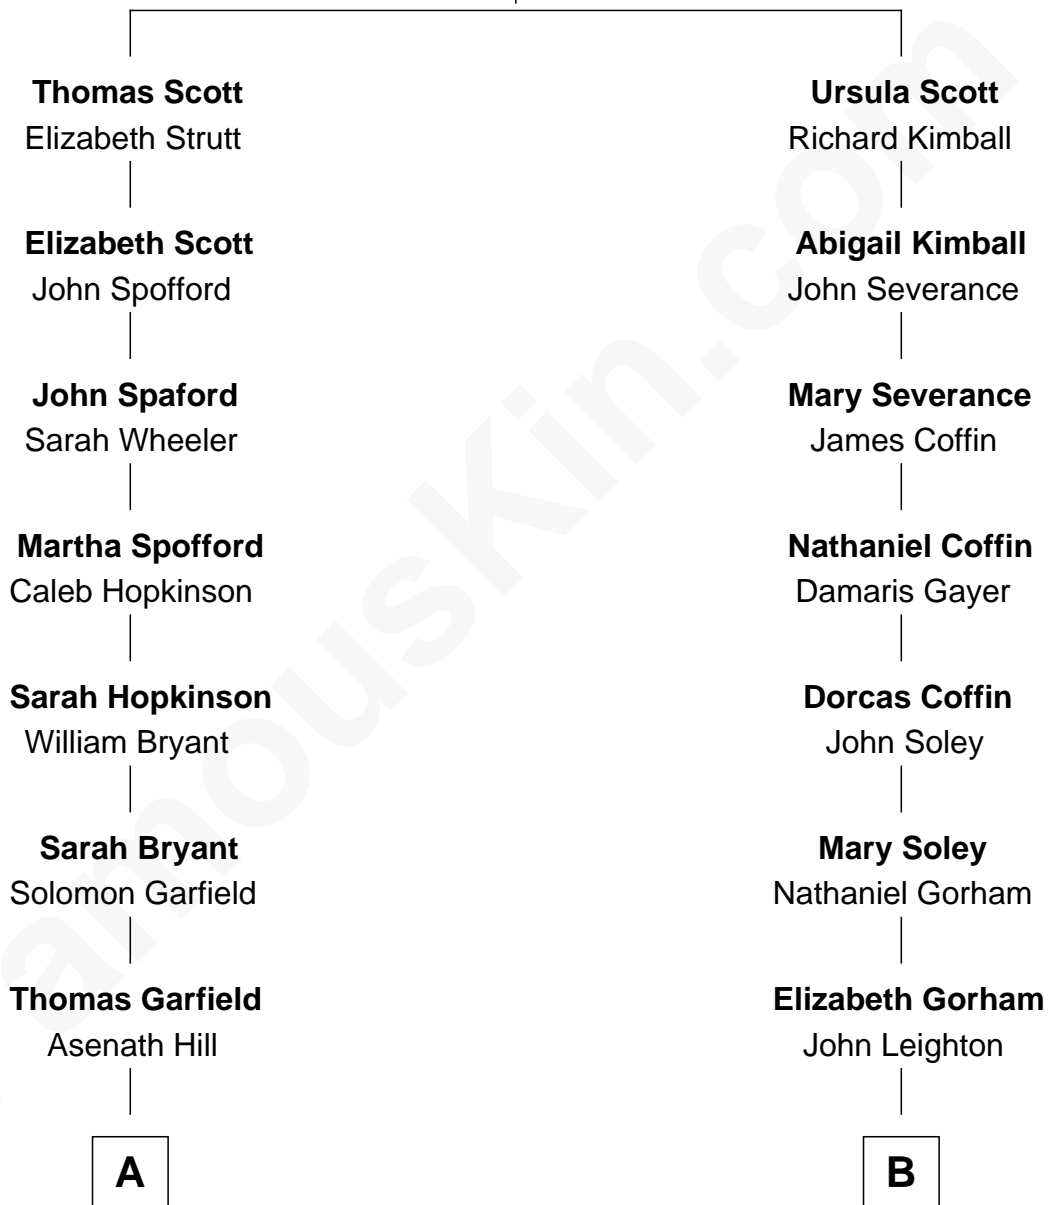 Thomas Scott
Elizabeth Strutt
Elizabeth Scott
John Spofford
John Spaford
Sarah Wheeler
Martha Spofford
Caleb Hopkinson
Sarah Hopkinson
William Bryant
Sarah Bryant
Solomon Garfield
Thomas Garfield
Asenath Hill
A
Ursula Scott
Richard Kimball
Abigail Kimball
John Severance
Mary Severance
James Coffin
Nathaniel Coffin
Damaris Gayer
Dorcas Coffin
John Soley
Mary Soley
Nathaniel Gorham
Elizabeth Gorham
John Leighton
B
amouskin.com